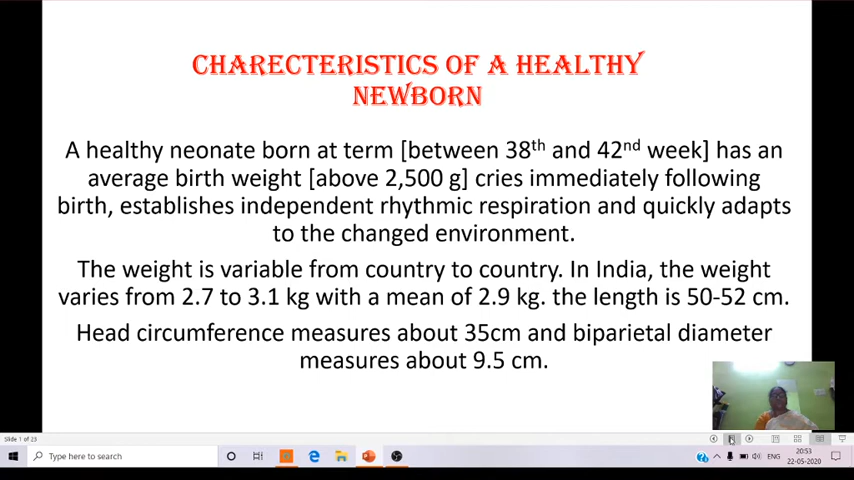 CHARECTERISTICS OF A HEALTHY
NEWBORN
A healthy neonate born at term [between 38th and 42nd week] has an
average birth weight [above 2,500 g] cries immediately following
birth, establishes independent rhythmic respiration and quickly adapts
to the changed environment.
The weight is variable from country to country. In India, the weight
varies from 2.7 to 3.1 kg with a mean of 2.9 kg. the length is 50-52 cm.
Head circumference measures about 35cm and biparietal diameter
measures about 9.5 cm.
Slide 1 of 23
Type here to search
ENG
20:53
22-05-2020